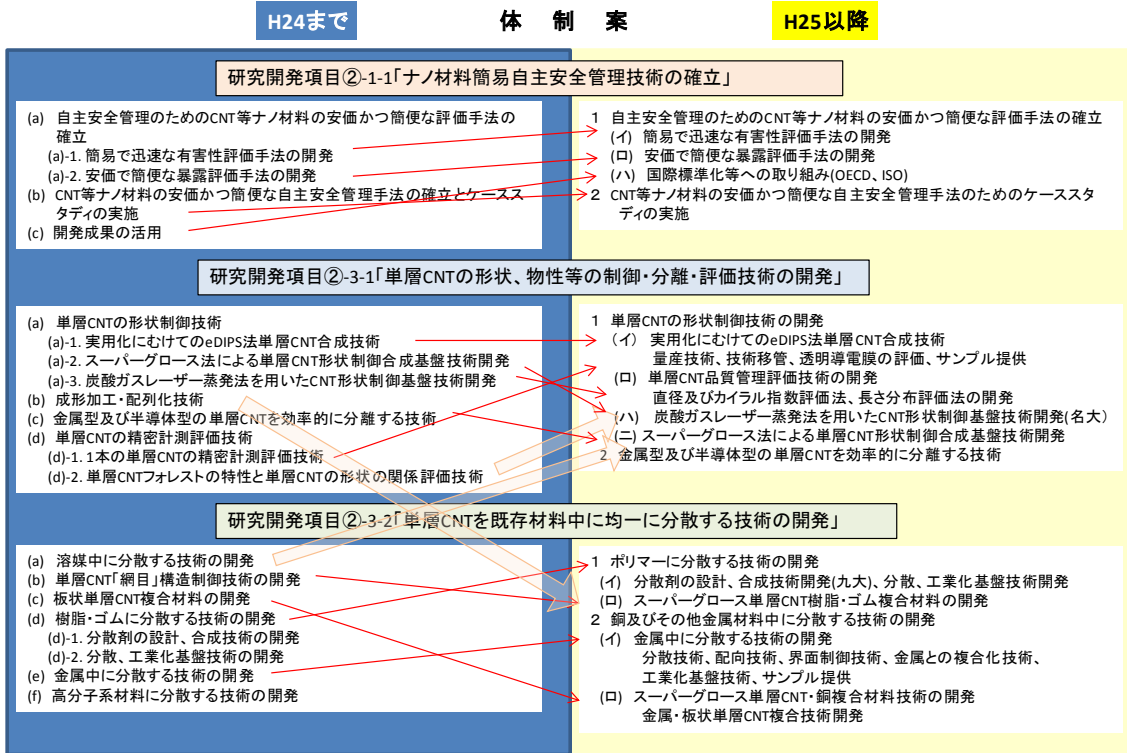 H24まで
体 制 案
H25以降
研究開発項目②-1-1「ナノ材料簡易自主安全管理技術の確立」
(a) 自主安全管理のためのCNT等ナノ材料の安価かつ簡便な評価手法の
確立
(a)-1. 簡易で迅速な有害性評価手法の開発
(a)-2. 安価で簡便な暴露評価手法の開発
(b) CNT等ナノ材料の安価かつ簡便な自主安全管理手法の確立とケースス
タディの実施
(c) 開発成果の活用
1 自主安全管理のためのCNT等ナノ材料の安価かつ簡便な評価手法の確立
(イ) 簡易で迅速な有害性評価手法の開発
(ロ) 安価で簡便な暴露評価手法の開発
(ハ) 国際標準化等への取り組み(OECD、ISO)
2 CNT等ナノ材料の安価かつ簡便な自主安全管理手法のためのケーススタ
ディの実施
研究開発項目②-3-1「単層CNTの形状、物性等の制御・分離・評価技術の開発」
(a) 単層CNTの形状制御技術
(a)-1. 実用化にむけてのeDIPS法単層CNT合成技術
(a)-2. スーパーグロース法による単層CNT形状制御合成基盤技術開発
(a)-3. 炭酸ガスレーザー蒸発法を用いたCNT形状制御基盤技術開発
(b) 成形加工・配列化技術
(c) 金属型及び半導体型の単層CNTを効率的に分離する技術
(d) 単層CNTの精密計測評価技術
(d)-1. 1本の単層CNTの精密計測評価技術
(d)-2. 単層CNTフォレストの特性と単層CNTの形状の関係評価技術
1 単層CNTの形状制御技術の開発
(イ) 実用化にむけてのeDIPS法単層CNT合成技術
量産技術、技術移管、透明導電膜の評価、サンプル提供
(ロ) 単層CNT品質管理評価技術の開発
直径及びカイラル指数評価法、長さ分布評価法の開発
(ハ) 炭酸ガスレーザー蒸発法を用いたCNT形状制御基盤技術開発(名大)
(ニ) スーパーグロース法による単層CNT形状制御合成基盤技術開発
2. 金属型及び半導体型の単層CNTを効率的に分離する技術
研究開発項目②-3-2「単層CNTを既存材料中に均一に分散する技術の開発」
(a) 溶媒中に分散する技術の開発
(b) 単層CNT「網目」構造制御技術の開発
(c) 板状単層CNT複合材料の開発
(d) 樹脂・ゴムに分散する技術の開発
(d)-1. 分散剤の設計、合成技術の開発
(d)-2. 分散、工業化基盤技術の開発
(e) 金属中に分散する技術の開発
(f) 高分子系材料に分散する技術の開発
1 ポリマーに分散する技術の開発
(イ) 分散剤の設計、合成技術開発(九大)、分散、工業化基盤技術開発
(ロ) スーパーグロース単層CNT樹脂・ゴム複合材料の開発
2 銅及びその他金属材料中に分散する技術の開発
(イ) 金属中に分散する技術の開発
分散技術、配向技術、界面制御技術、金属との複合化技術、
工業化基盤技術、サンプル提供
(ロ) スーパーグロース単層CNT・銅複合材料技術の開発
金属・板状単層CNT複合技術開発